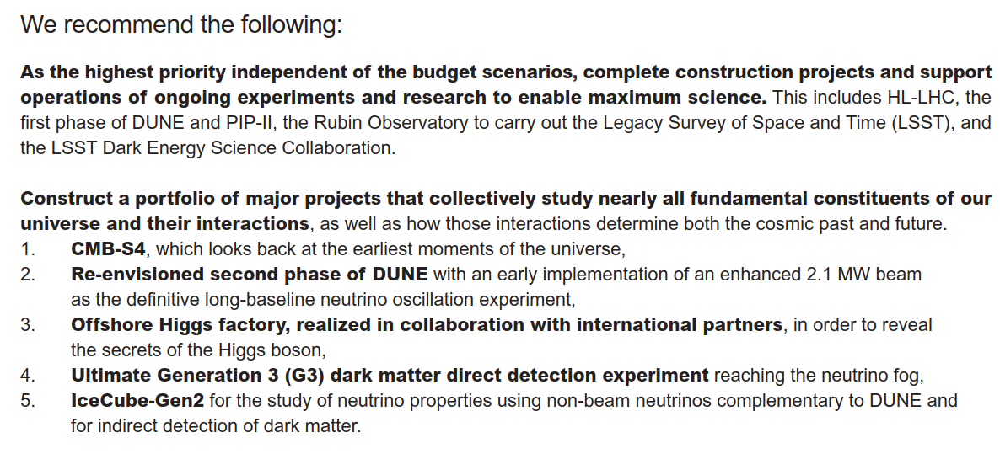 We recommend the following:
As the highest priority independent of the budget scenarios, complete construction projects and support
operations of ongoing experiments and research to enable maximum science. This includes HL-LHC, the
first phase of DUNE and PIP-II, the Rubin Observatory to carry out the Legacy Survey of Space and Time (LSST), and
the LSST Dark Energy Science Collaboration.
Construct a portfolio of major projects that collectively study nearly all fundamental constituents of our
universe and their interactions, as well as how those interactions determine both the cosmic past and future.
1. CMB-S4, which looks back at the earliest moments of the universe,
2. Re-envisioned second phase of DUNE with an early implementation of an enhanced 2.1 MW beam
as the definitive long-baseline neutrino oscillation experiment,
3. Offshore Higgs factory, realized in collaboration with international partners, in order to reveal
the secrets of the Higgs boson,
4. Ultimate Generation 3 (G3) dark matter direct detection experiment reaching the neutrino fog,
5. IceCube-Gen2 for the study of neutrino properties using non-beam neutrinos complementary to DUNE and
for indirect detection of dark matter.